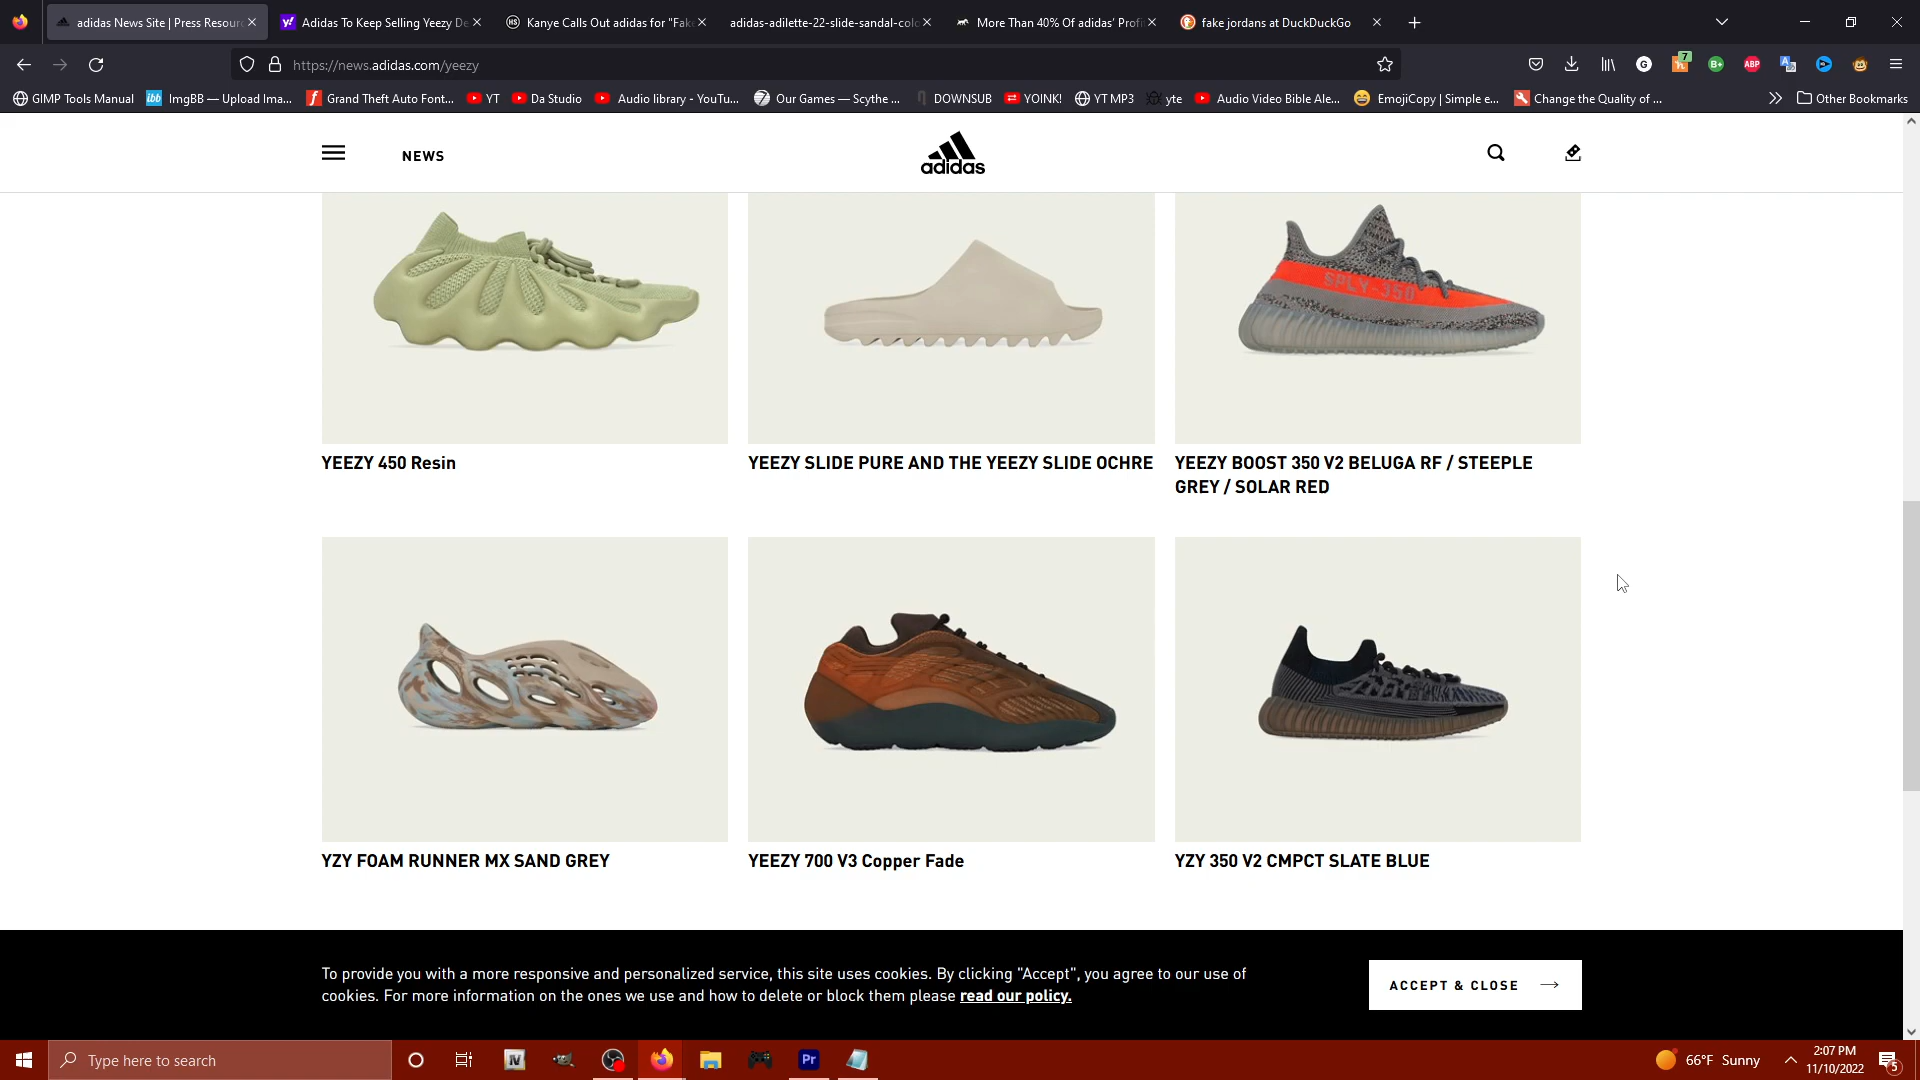 adidas News Site | Press Resour
Adidas To Keep Selling Yeezy De
Kanye Calls Out adidas for "Fake
adidas-adilette-22-slide-sandal-colo
More Than 40% Of adidas' Profi
fake jordans at DuckDuckGo
https://news.adidas.com/yeezy
7
GIMP Tools Manual
ImgBB — Upload Ima...
Grand Theft Auto Font...
YT
Da Studio
Audio library - YouTu...
Our Games — Scythe ...
DOWNSUB
YOINK!
YT MP3
yte
Audio Video Bible Ale...
EmojiCopy | Simple e...
Change the Quality of ...
Other Bookmarks
NEWS
adidas
SPLY-350
YEEZY 450 Resin
YEEZY SLIDE PURE AND THE YEEZY SLIDE OCHRE
YEEZY BOOST 350 V2 BELUGA RF / STEEPLE
GREY / SOLAR RED
YZY FOAM RUNNER MX SAND GREY
YEEZY 700 V3 Copper Fade
YZY 350 V2 CMPCT SLATE BLUE
To provide you with a more responsive and personalized service, this site uses cookies. By clicking "Accept", you agree to our use of
cookies. For more information on the ones we use and how to delete or block them please read our policy.
ACCEPT & CLOSE
Type here to search
IV
Pr
66°F Sunny
2:07 PM
11/10/2022
5